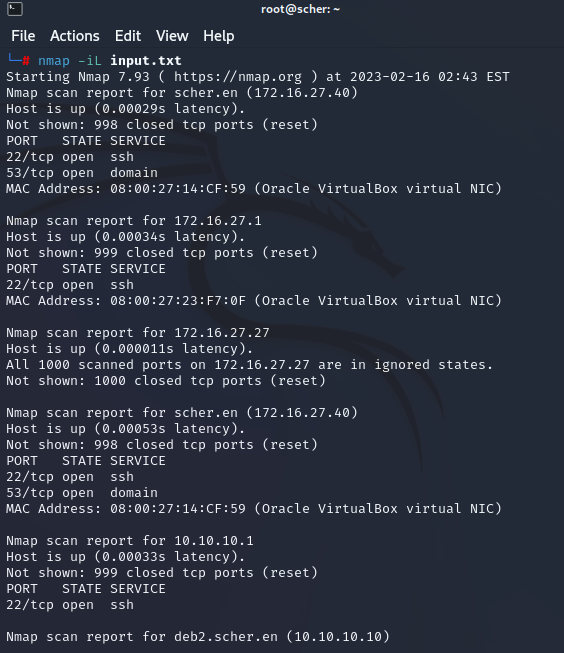 root@scher: ~
File Actions Edit View Help
└─# nmap -iL input.txt
Starting Nmap 7.93 ( https://nmap.org ) at 2023-02-16 02:43 EST
Nmap scan report for scher.en (172.16.27.40)
Host is up (0.00029s latency).
Not shown: 998 closed tcp ports (reset)
PORT   STATE SERVICE
22/tcp open  ssh
53/tcp open  domain
MAC Address: 08:00:27:14:CF:59 (Oracle VirtualBox virtual NIC)

Nmap scan report for 172.16.27.1
Host is up (0.00034s latency).
Not shown: 999 closed tcp ports (reset)
PORT   STATE SERVICE
22/tcp open  ssh
MAC Address: 08:00:27:23:F7:0F (Oracle VirtualBox virtual NIC)

Nmap scan report for 172.16.27.27
Host is up (0.000011s latency).
All 1000 scanned ports on 172.16.27.27 are in ignored states.
Not shown: 1000 closed tcp ports (reset)

Nmap scan report for scher.en (172.16.27.40)
Host is up (0.00053s latency).
Not shown: 998 closed tcp ports (reset)
PORT   STATE SERVICE
22/tcp open  ssh
53/tcp open  domain
MAC Address: 08:00:27:14:CF:59 (Oracle VirtualBox virtual NIC)

Nmap scan report for 10.10.10.1
Host is up (0.00033s latency).
Not shown: 999 closed tcp ports (reset)
PORT   STATE SERVICE
22/tcp open  ssh

Nmap scan report for deb2.scher.en (10.10.10.10)